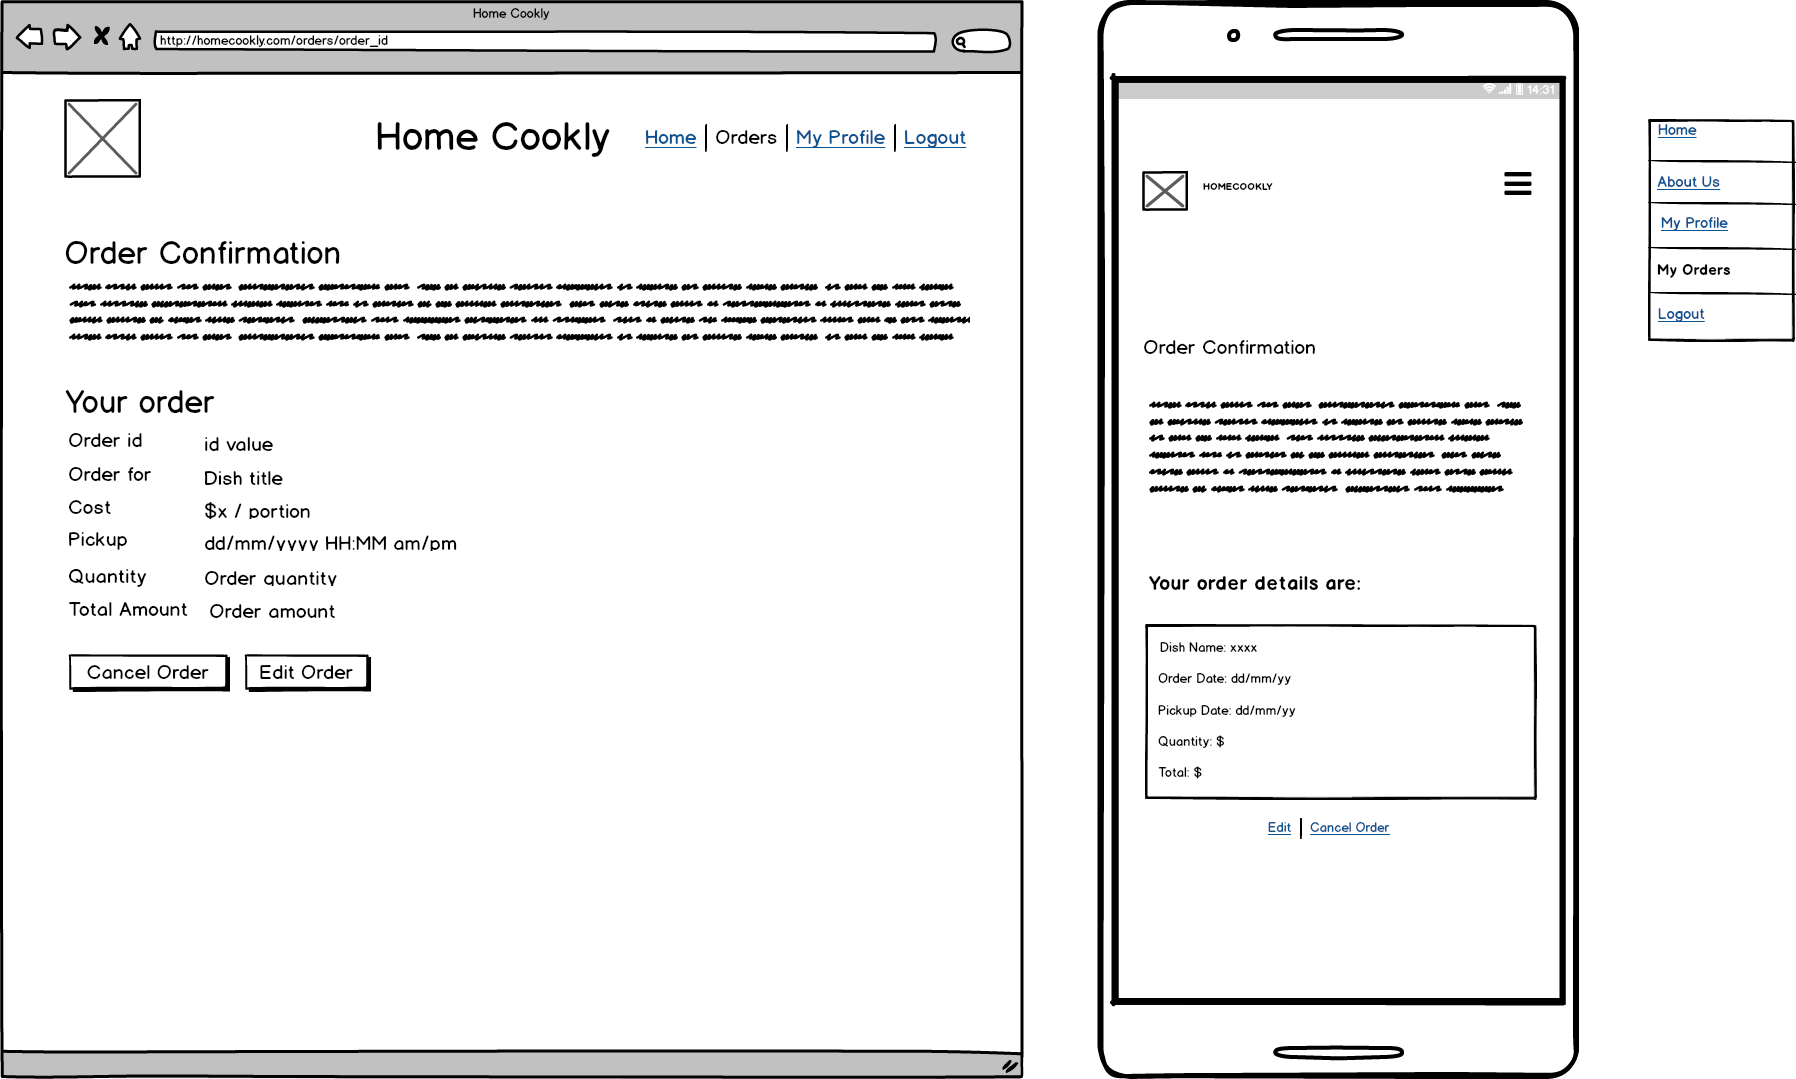 Home Cookly
http://homecookly.com/orders/order_id
Home Cookly
Home | Orders | My Profile | Logout
Order Confirmation
Your order
Order id id value
Order for Dish title
Cost $x / portion
Pickup dd/mm/yyyy HH:MM am/pm
Quantity Order quantity
Total Amount Order amount
Cancel Order Edit Order
14:31
HOMECOOKLY
Order Confirmation
Your order details are:
Dish Name: xxxx
Order Date: dd/mm/yy
Pickup Date: dd/mm/yy
Quantity: $
Total: $
Edit | Cancel Order
Home
About Us
My Profile
My Orders
Logout